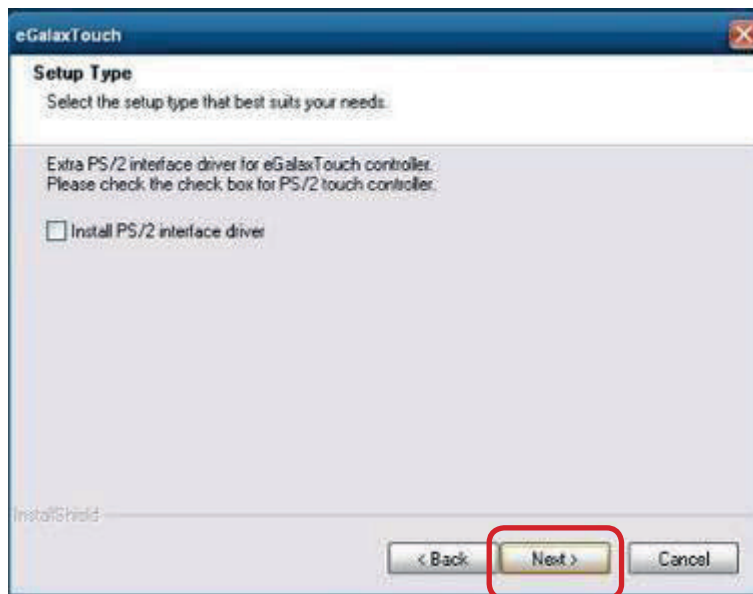 eGalaxTouch
Setup Type
Select the setup type that best suits your needs.
Extra PS/2 interface driver for eGalaxTouch controller.
Please check the check box for PS/2 touch controller.
Install PS/2 interface driver
InstallShield
< Back Next > Cancel